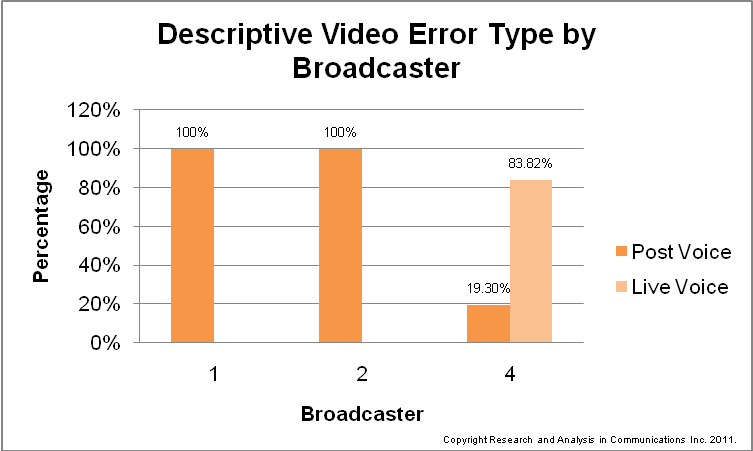 Descriptive Video Error Type by
Broadcaster
120%
100%
80%
60%
40%
20%
0%
Percentage
100%
100%
19.30%
83.82%
1
2
4
Broadcaster
Post Voice
Live Voice
Copyright Research and Analysis in Communications Inc. 2011.